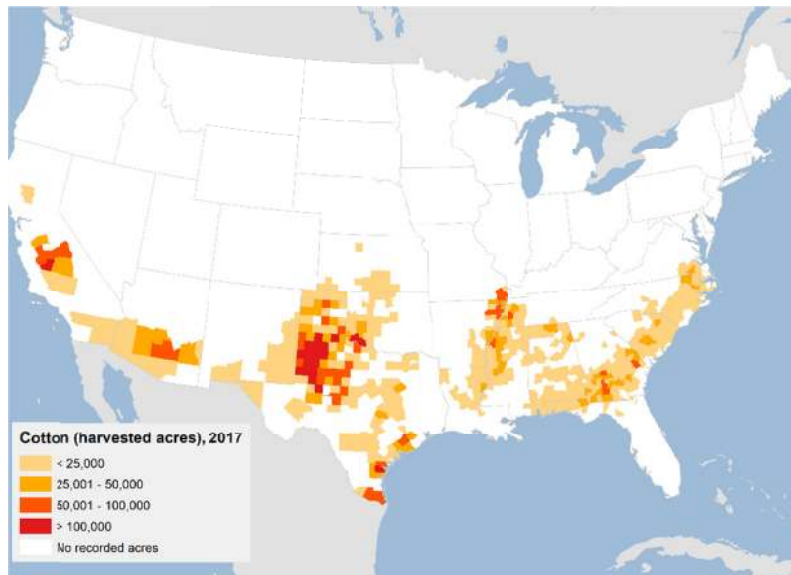 Cotton (harvested acres), 2017
< 25,000
25,001 - 50,000
50,001 - 100,000
> 100,000
No recorded acres